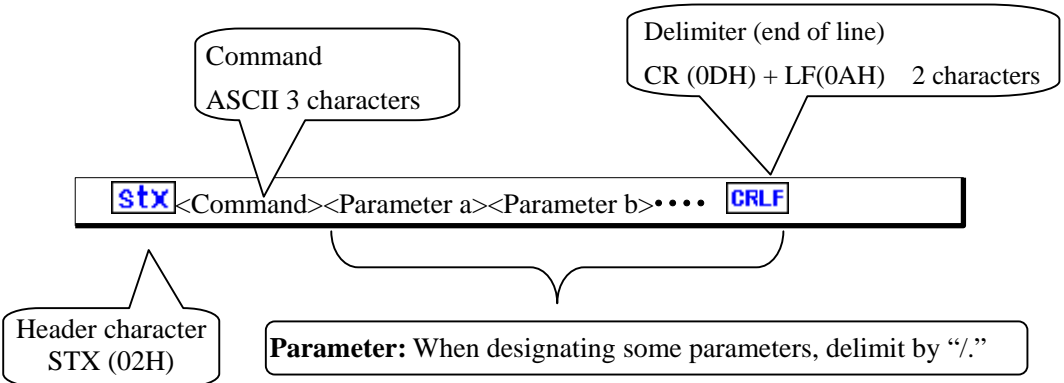 Command
ASCII 3 characters
Delimiter (end of line)
CR (0DH) + LF(0AH) 2 characters
stx<Command><Parameter a><Parameter b>•••• CRLF
Header character
STX (02H)
Parameter: When designating some parameters, delimit by “/.”